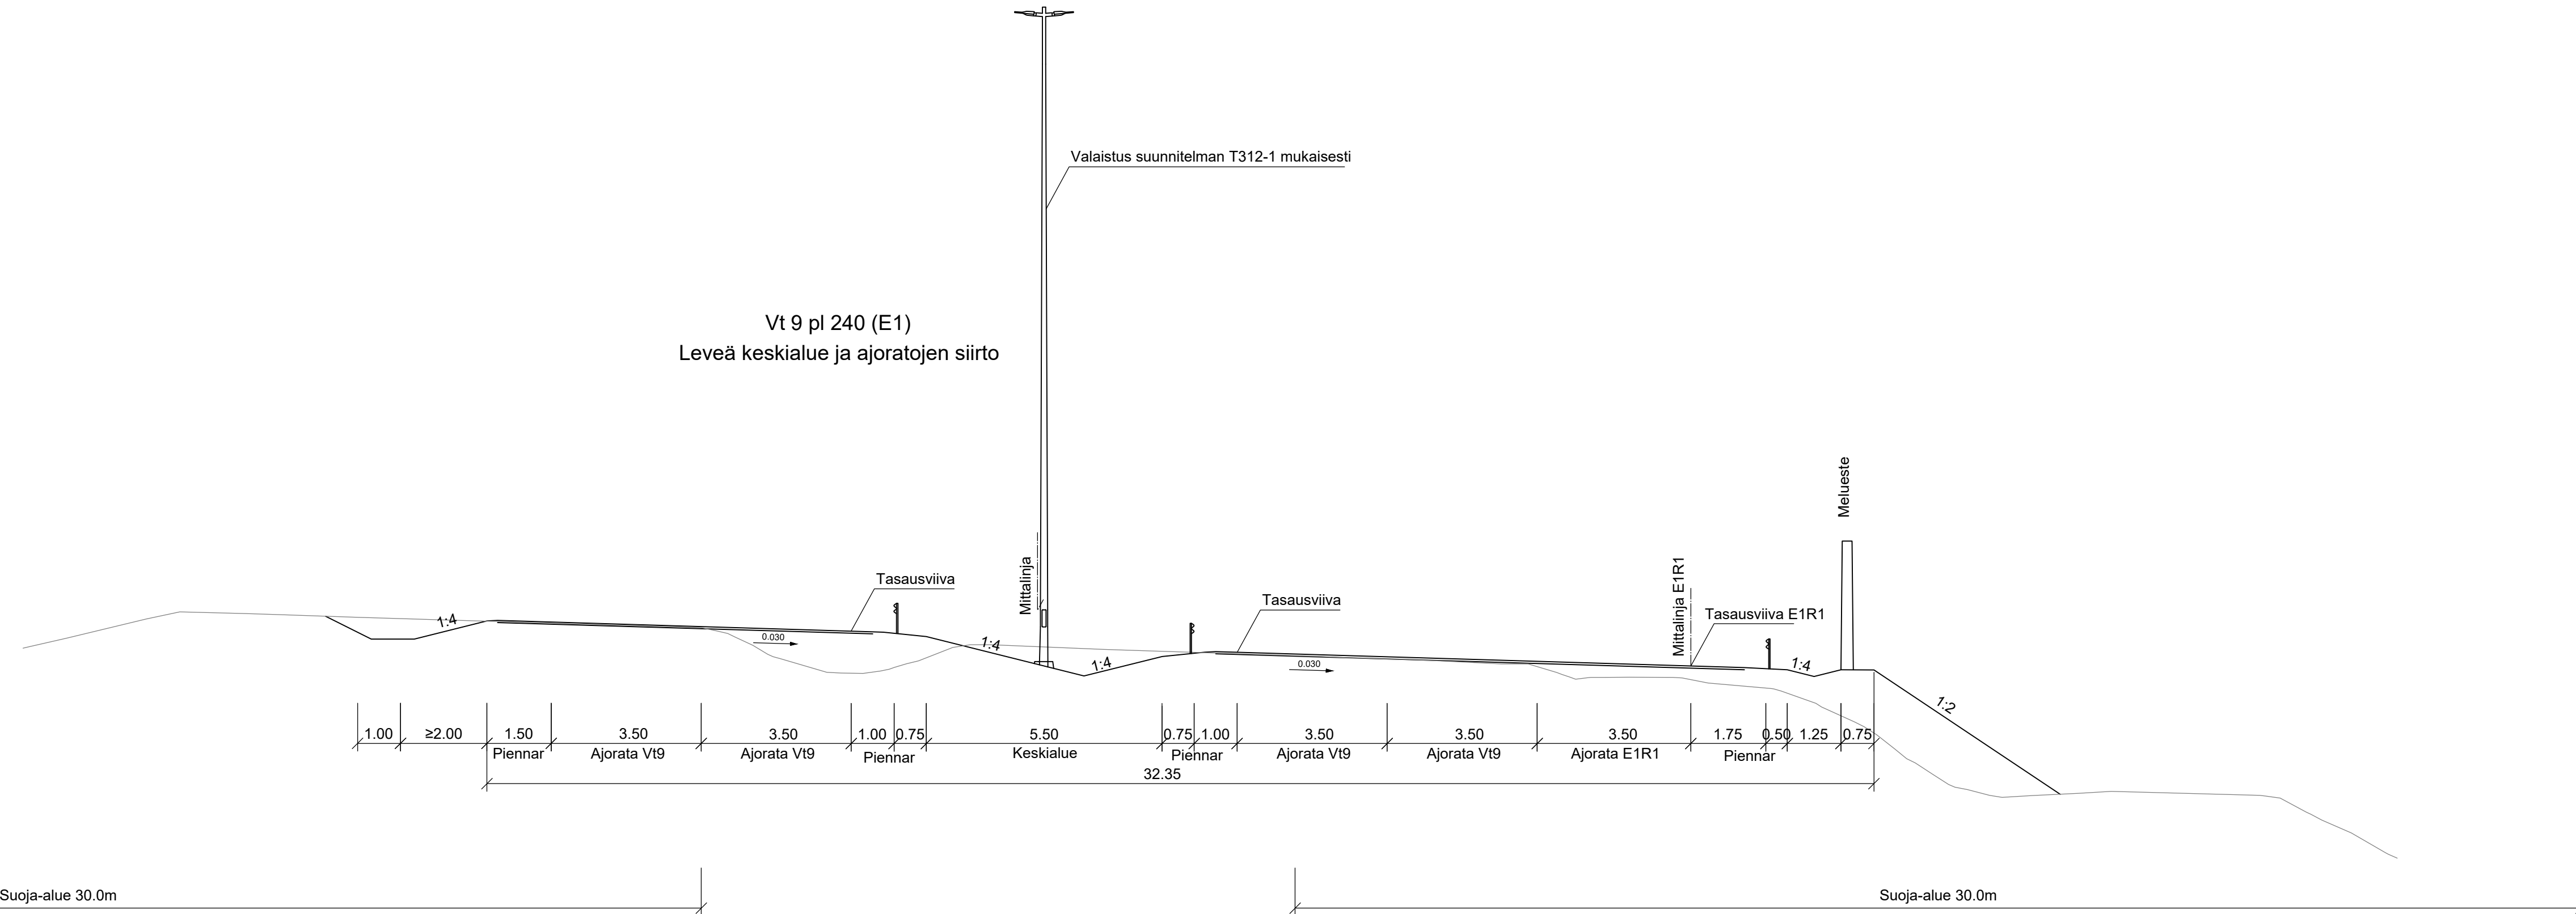 Valaistus suunnitelman T312-1 mukaisesti
Vt 9 pl 240 (E1)
Leveä keskialue ja ajoratojen siirto
Melueste
Mittalinja
Mittalinja E1R1
Tasausviiva
Tasausviiva
Tasausviiva E1R1
1:4
0.030
1:4
1:4
0.030
1:4
1:2
1.00 ≥2.00 1.50 3.50 3.50 1.00 0.75 5.50 0.75 1.00 3.50 3.50 3.50 1.75 0.50 1.25 0.75
Piennar Ajorata Vt9 Ajorata Vt9 Piennar Keskialue Piennar Ajorata Vt9 Ajorata Vt9 Ajorata E1R1 Piennar
32.35
Suoja-alue 30.0m Suoja-alue 30.0m